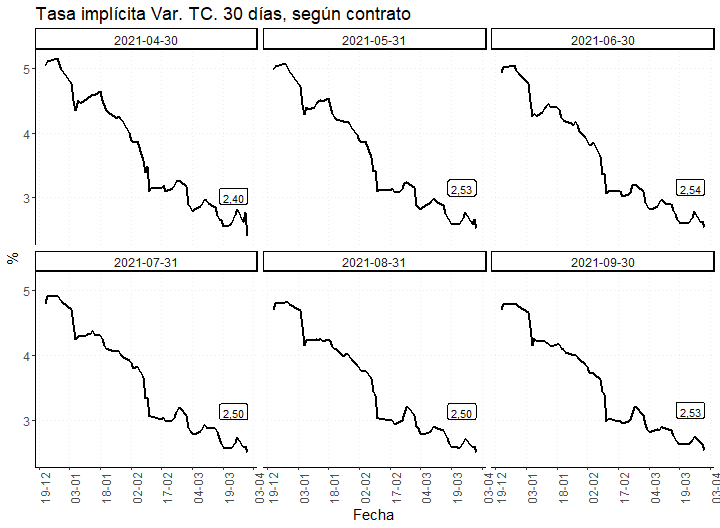 Tasa implícita Var. TC. 30 días, según contrato
2021-04-30 2021-05-31 2021-06-30
5
4
3
2,40 2,53 2,54
%
2021-07-31 2021-08-31 2021-09-30
5
4
3
2,50 2,50 2,53
19-12 03-01 18-01 02-02 17-02 04-03 19-03 03-04 19-12 03-01 18-01 02-02 17-02 04-03 19-03 03-04 19-12 03-01 18-01 02-02 17-02 04-03 19-03 03-04
Fecha